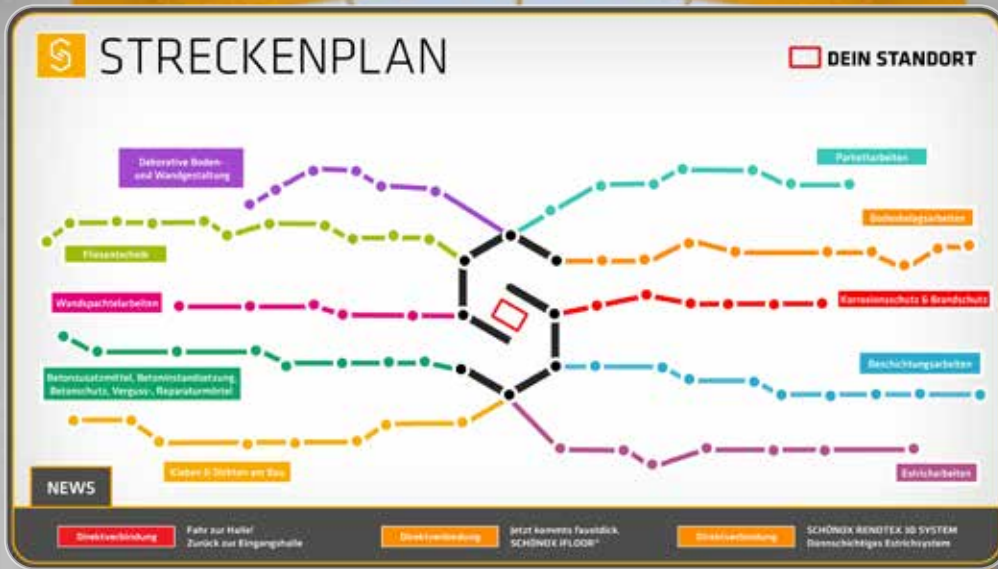 STRECKENPLAN
DEIN STANDORT
Dekorative Boden-
und Wandgestaltung
Parkettarbeiten
Bodenbelagsarbeiten
Fliesentechnik
Wandspachtelarbeiten
Korrosionsschutz & Brandschutz
Beschichtungsarbeiten
Betonzusatzmittel, Betoninstandsetzung,
Betonschutz, Verguss-, Reparaturmörtel
Kleben & Dichten am Bau
Estricharbeiten
NEWS
Direktverbindung
Fahr zur Halle!
Zurück zur Eingangshalle
Direktverbindung
Jetzt kommts faustdick.
SCHÖNOX IFLOOR®
Direktverbindung
SCHÖNOX RENOTEX 3D SYSTEM
Dünnschichtiges Estrichsystem